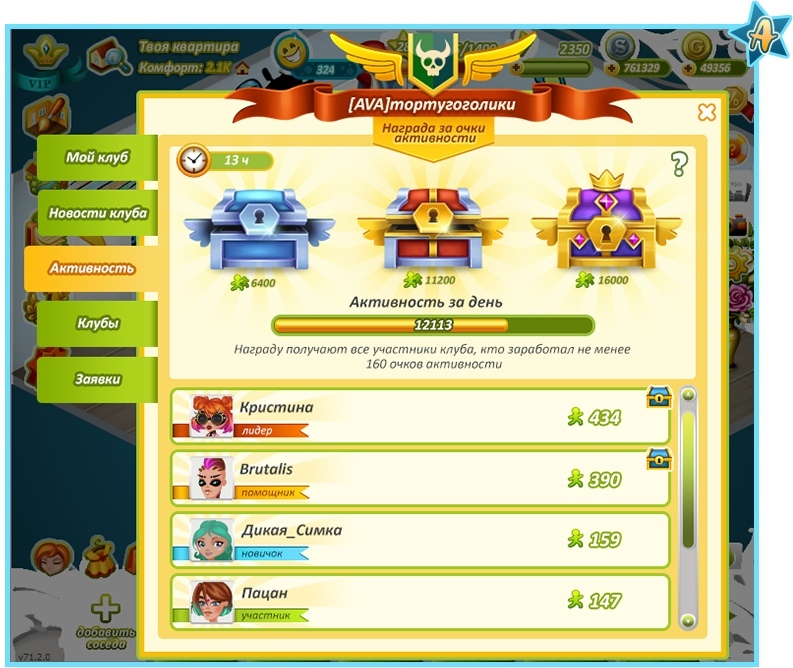 Твоя квартира
Комфорт: 2.1K
324
2350
761329
49356
VIP
[AVA]тортугоголики
Награда за очки
активности
13 ч
?
Мой клуб
Новости клуба
Активность
Клубы
Заявки
6400
11200
16000
Активность за день
12113
Награду получают все участники клуба, кто заработал не менее
160 очков активности
Кристина
434
лидер
Brutalis
390
помощник
Дикая_Симка
159
новичок
Пацан
147
участник
добавить
соседа
v71.2.0